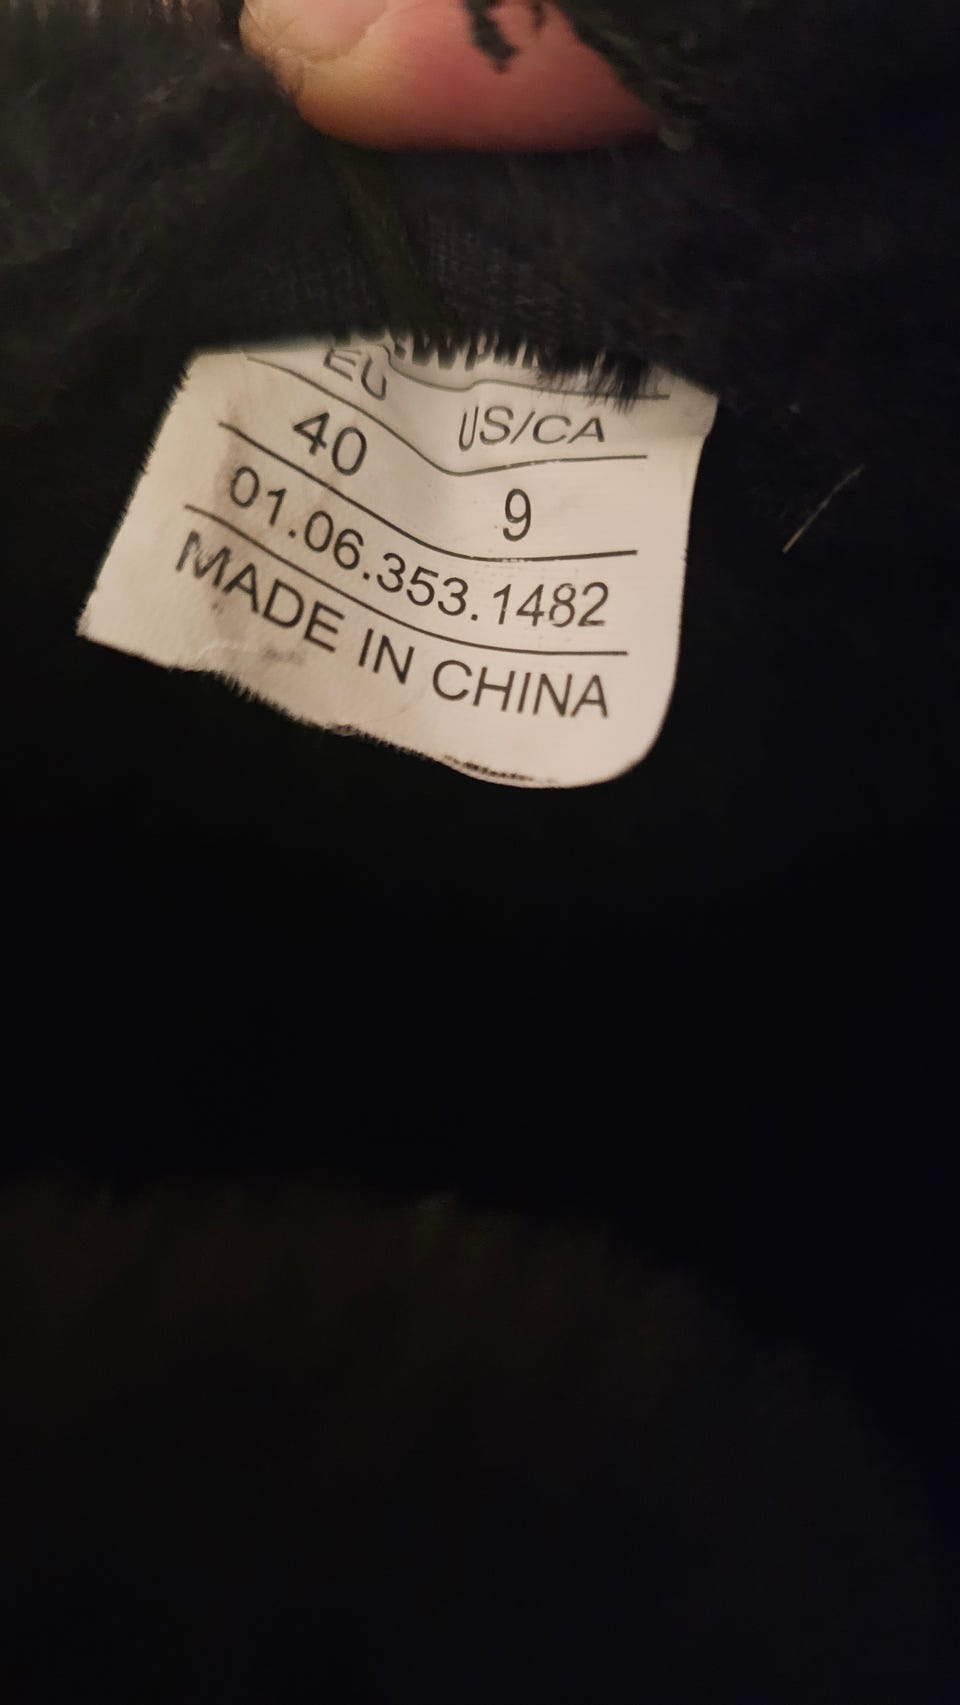 EU US/CA
40 9
01.06.353.1482
MADE IN CHINA